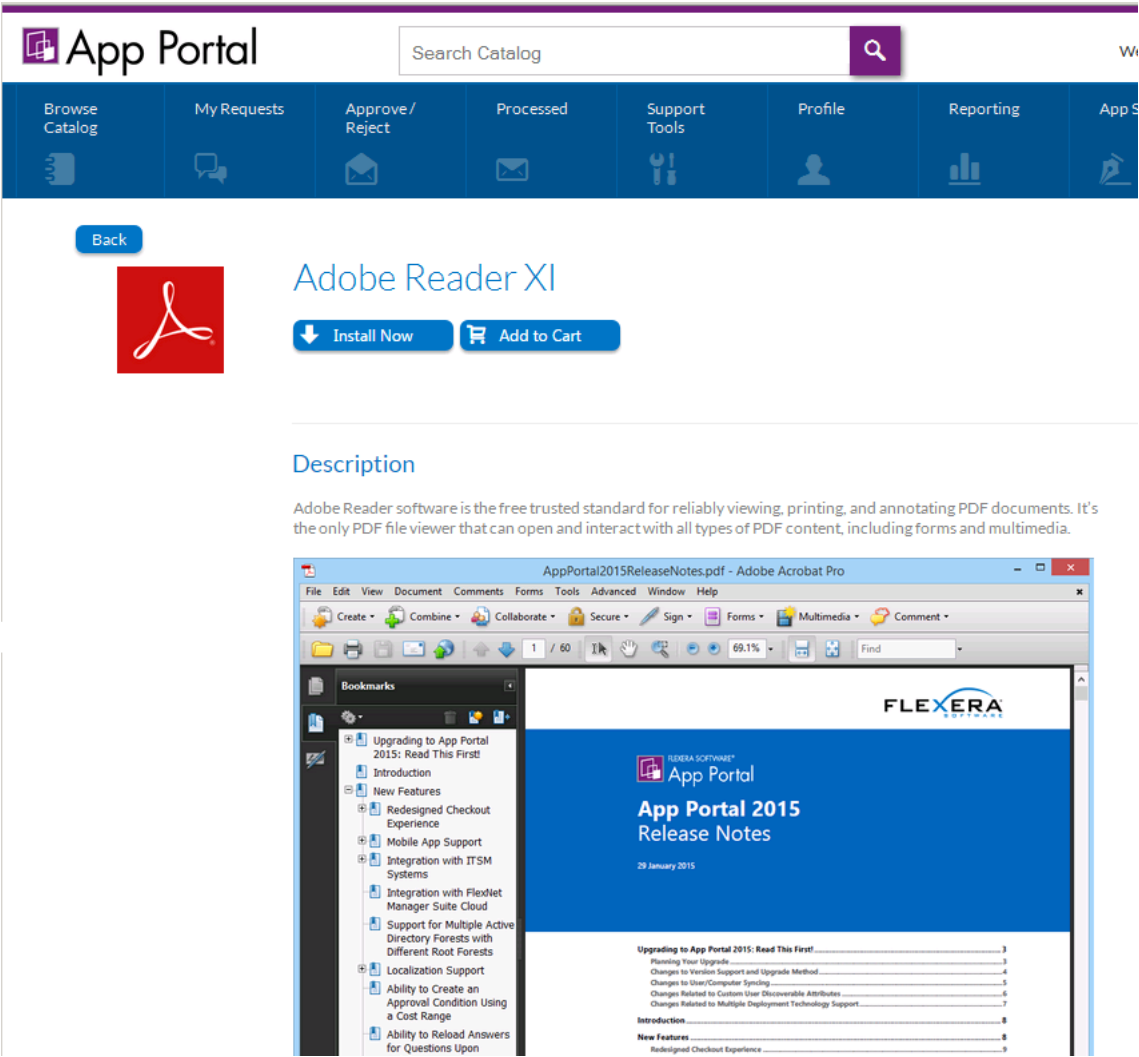 App Portal
Search Catalog
We
Browse
Catalog
My Requests
Approve /
Reject
Processed
Support
Tools
Profile
Reporting
App S
Back
Adobe Reader XI
Install Now
Add to Cart
Description
Adobe Reader software is the free trusted standard for reliably viewing, printing, and annotating PDF documents. It's
the only PDF file viewer that can open and interact with all types of PDF content, including forms and multimedia.
AppPortal2015ReleaseNotes.pdf - Adobe Acrobat Pro
File Edit View Document Comments Forms Tools Advanced Window Help
Create Combine Collaborate Secure Sign Forms Multimedia Comment
1 / 60 69.1% Find
Bookmarks
Upgrading to App Portal
2015: Read This First!
Introduction
New Features
Redesigned Checkout
Experience
Mobile App Support
Integration with ITSM
Systems
Integration with FlexNet
Manager Suite Cloud
Support for Multiple Active
Directory Forests with
Different Root Forests
Localization Support
Ability to Create an
Approval Condition Using
a Cost Range
Ability to Reload Answers
for Questions Upon
FLEXERA
SOFTWARE
FLEXERA SOFTWARE®
App Portal
App Portal 2015
Release Notes
29 January 2015
Upgrading to App Portal 2015: Read This First! 3
Planning Your Upgrade 3
Changes to Version Support and Upgrade Method 4
Changes to User/Computer Syncing 5
Changes Related to Custom User Discoverable Attributes 6
Changes Related to Multiple Deployment Technology Support 7
Introduction 8
New Features 8
Redesigned Checkout Experience 9